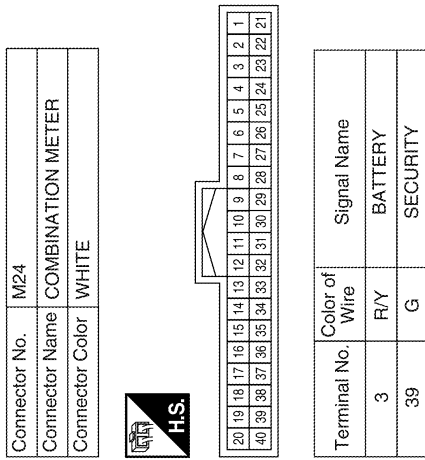 Connector No. M24
Connector Name COMBINATION METER
Connector Color WHITE
H.S.
20 19 18 17 16 15 14 13 12 11 10 9 8 7 6 5 4 3 2 1
40 39 38 37 36 35 34 33 32 31 30 29 28 27 26 25 24 23 22 21
Terminal No. Color of Wire Signal Name
3 R/Y BATTERY
39 G SECURITY